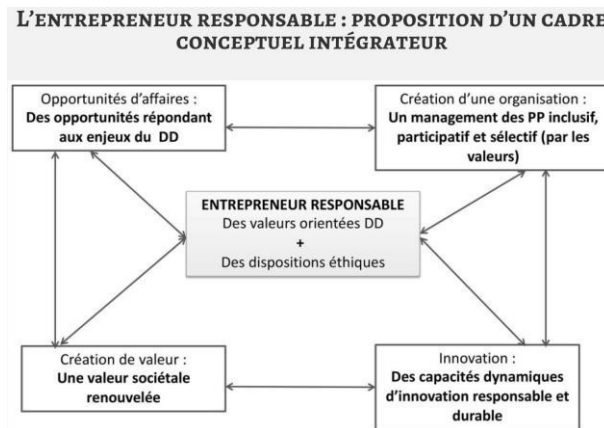 L'ENTREPRENEUR RESPONSABLE : PROPOSITION D'UN CADRE
CONCEPTUEL INTÉGRATEUR
Opportunités d'affaires :
Des opportunités répondant
aux enjeux du DD
Création d'une organisation :
Un management des PP inclusif,
participatif et sélectif (par les
valeurs)
ENTREPRENEUR RESPONSABLE
Des valeurs orientées DD
+
Des dispositions éthiques
Création de valeur :
Une valeur sociétale
renouvelée
Innovation :
Des capacités dynamiques
d'innovation responsable et
durable